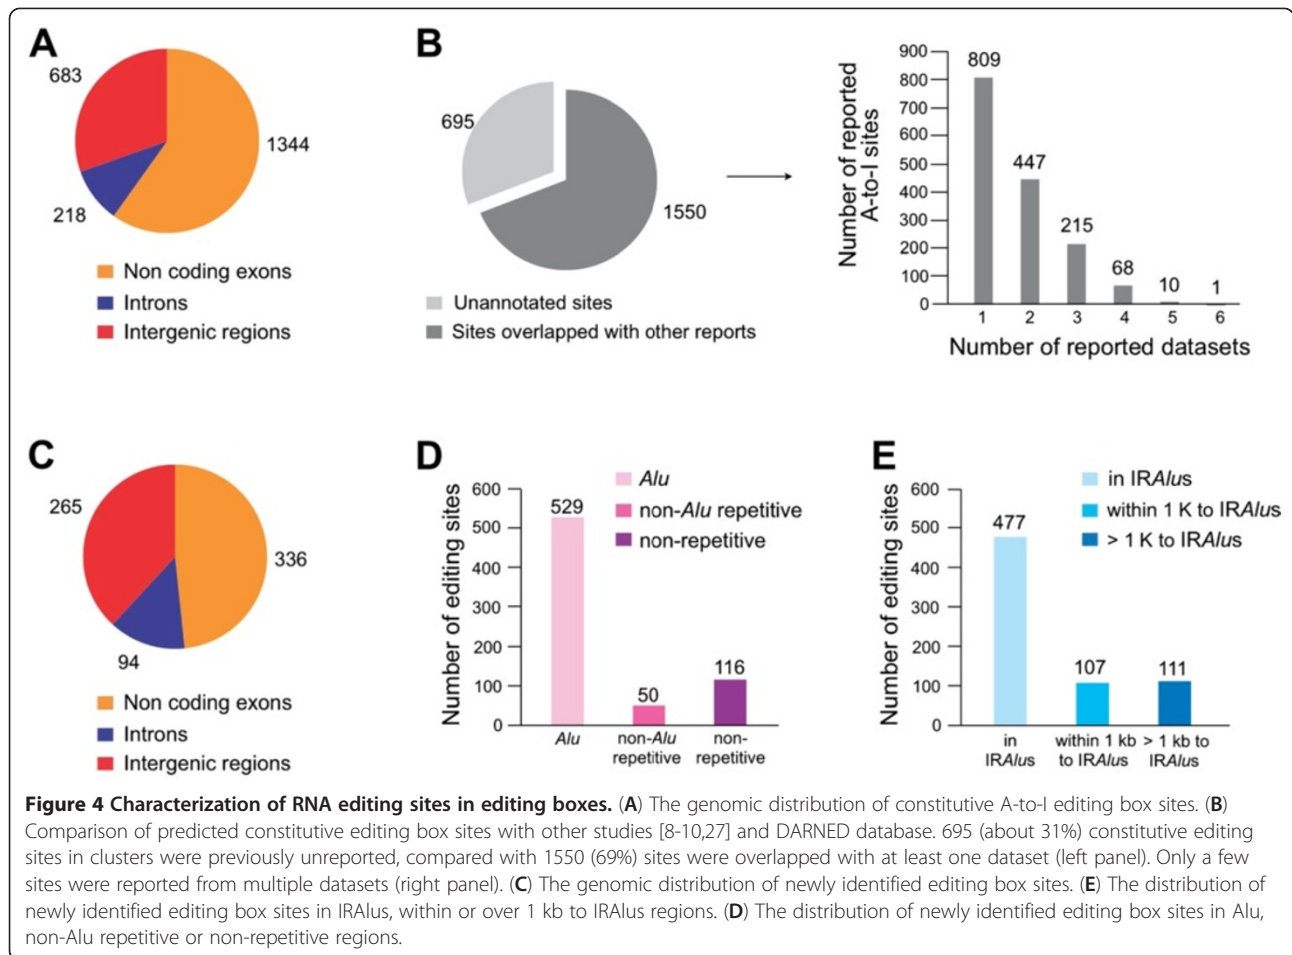 A
683
1344
218
Non coding exons
Introns
Intergenic regions
B
695
1550
Unannotated sites
Sites overlapped with other reports
Number of reported
A-to-I sites
900
800
700
600
500
400
300
200
100
0
809
447
215
68
10
1
1 2 3 4 5 6
Number of reported datasets
C
265
336
94
Non coding exons
Introns
Intergenic regions
D
Alu
non-Alu repetitive
non-repetitive
Number of editing sites
600
500
400
300
200
100
0
529
50
116
Alu non-Alu non-
repetitive repetitive
E
in IRAlus
within 1 K to IRAlus
> 1 K to IRAlus
Number of editing sites
600
500
400
300
200
100
0
477
107
111
in within 1 kb > 1 kb to
IRAlus to IRAlus IRAlus
Figure 4 Characterization of RNA editing sites in editing boxes. (A) The genomic distribution of constitutive A-to-I editing box sites. (B)
Comparison of predicted constitutive editing box sites with other studies [8-10,27] and DARNED database. 695 (about 31%) constitutive editing
sites in clusters were previously unreported, compared with 1550 (69%) sites were overlapped with at least one dataset (left panel). Only a few
sites were reported from multiple datasets (right panel). (C) The genomic distribution of newly identified editing box sites. (E) The distribution of
newly identified editing box sites in IRAlus, within or over 1 kb to IRAlus regions. (D) The distribution of newly identified editing box sites in Alu,
non-Alu repetitive or non-repetitive regions.